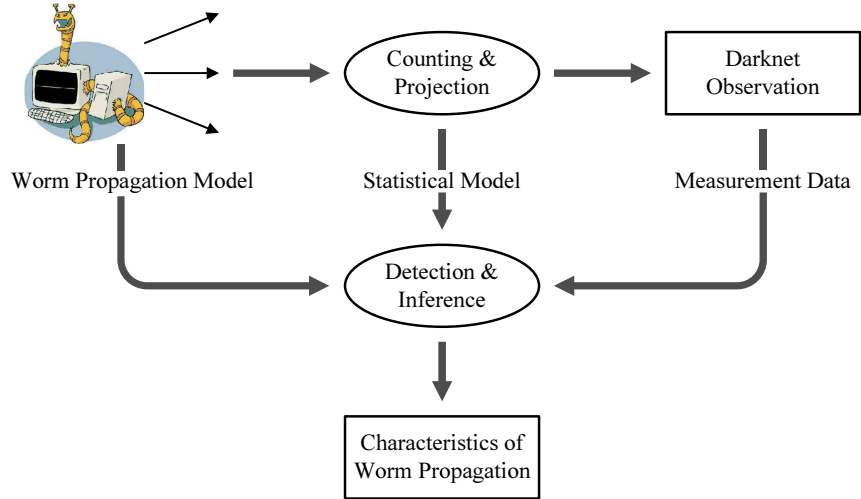 Counting &
Projection
Darknet
Observation
Worm Propagation Model
Statistical Model
Measurement Data
Detection &
Inference
Characteristics of
Worm Propagation